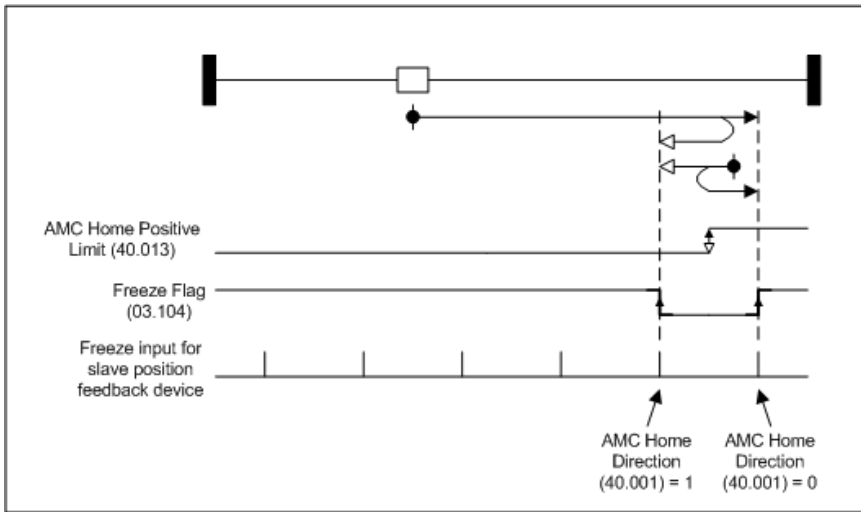 AMC Home Positive
Limit (40.013)
Freeze Flag
(03.104)
Freeze input for
slave position
feedback device
AMC Home
Direction
(40.001) = 1
AMC Home
Direction
(40.001) = 0